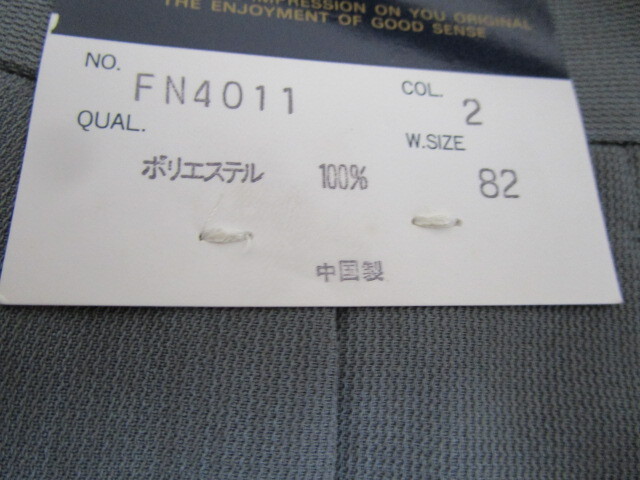 IMPRESSION ON YOU ORIGINAL
THE ENJOYMENT OF GOOD SENSE
NO. FN4011 COL. 2
QUAL. W.SIZE
ポリエステル 100% 82
中国製